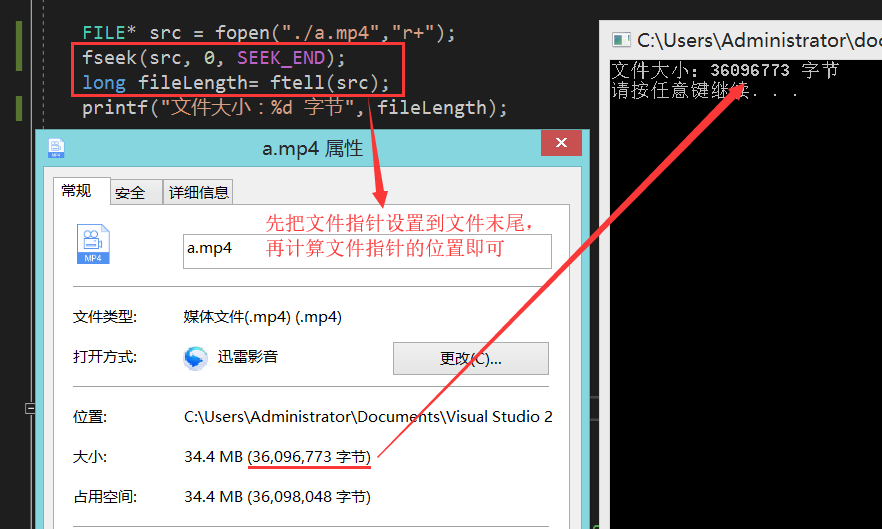 FILE* src = fopen("./a.mp4","r+");
fseek(src, 0, SEEK_END);
long fileLength= ftell(src);
printf("文件大小：%d 字节", fileLength);
C:\Users\Administrator\doc
文件大小：36096773 字节
请按任意键继续. . .
a.mp4 属性
常规
安全
详细信息
先把文件指针设置到文件末尾，
再计算文件指针的位置即可
MP4
a.mp4
文件类型:
媒体文件(.mp4) (.mp4)
打开方式:
迅雷影音
更改(C)...
位置:
C:\Users\Administrator\Documents\Visual Studio 2
大小:
34.4 MB (36,096,773 字节)
占用空间:
34.4 MB (36,098,048 字节)